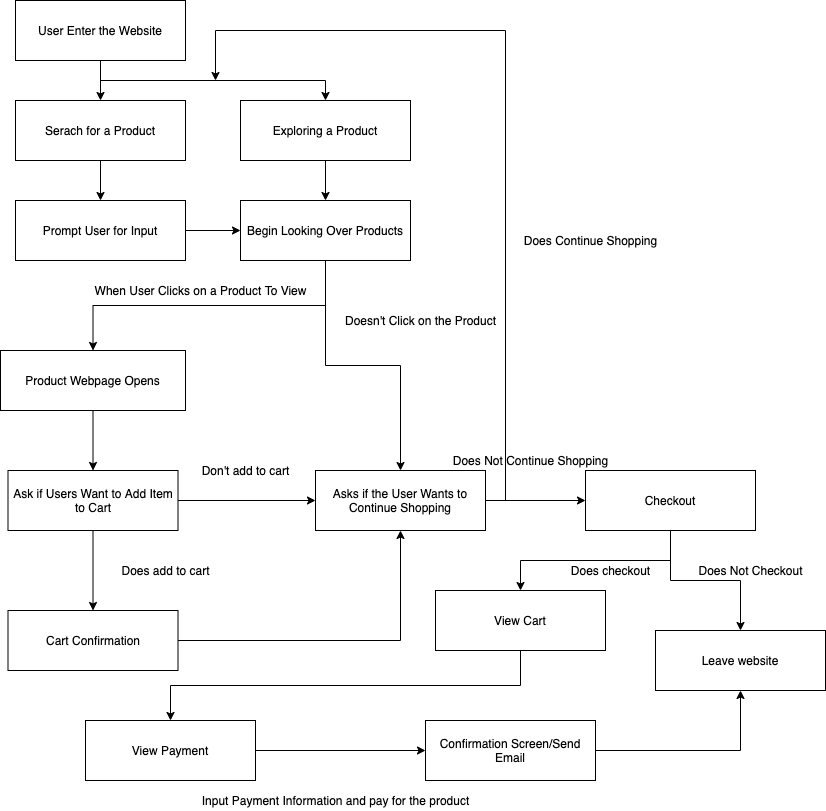 User Enter the Website
Serach for a Product
Exploring a Product
Prompt User for Input
Begin Looking Over Products
Does Continue Shopping
When User Clicks on a Product To View
Doesn't Click on the Product
Product Webpage Opens
Don't add to cart
Does Not Continue Shopping
Ask if Users Want to Add Item
to Cart
Asks if the User Wants to
Continue Shopping
Checkout
Does add to cart
Does checkout
Does Not Checkout
View Cart
Cart Confirmation
Leave website
View Payment
Confirmation Screen/Send
Email
Input Payment Information and pay for the product